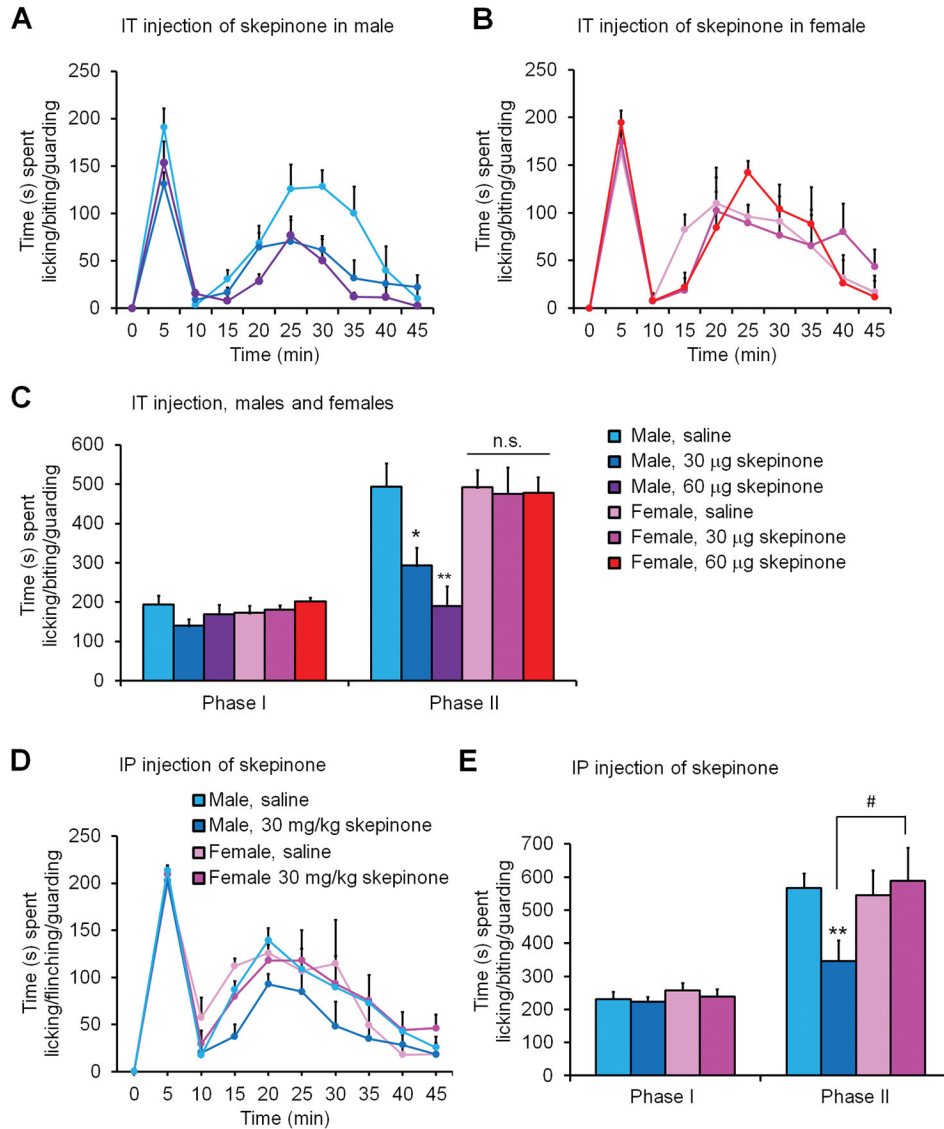 A
IT injection of skepinone in male
Time (s) spent
licking/biting/guarding
250
200
150
100
50
0
0 5 10 15 20 25 30 35 40 45
Time (min)
B
IT injection of skepinone in female
Time (s) spent
licking/biting/guarding
250
200
150
100
50
0
0 5 10 15 20 25 30 35 40 45
Time (min)
C
IT injection, males and females
Time (s) spent
licking/biting/guarding
600
500
400
300
200
100
0
*
**
n.s.
Phase I Phase II
Male, saline
Male, 30 μg skepinone
Male, 60 μg skepinone
Female, saline
Female, 30 μg skepinone
Female, 60 μg skepinone
D
IP injection of skepinone
Male, saline
Male, 30 mg/kg skepinone
Female, saline
Female 30 mg/kg skepinone
Time (s) spent
licking/flinching/guarding
250
200
150
100
50
0
0 5 10 15 20 25 30 35 40 45
Time (min)
E
IP injection of skepinone
Time (s) spent
licking/biting/guarding
700
600
500
400
300
200
100
0
#
**
Phase I Phase II